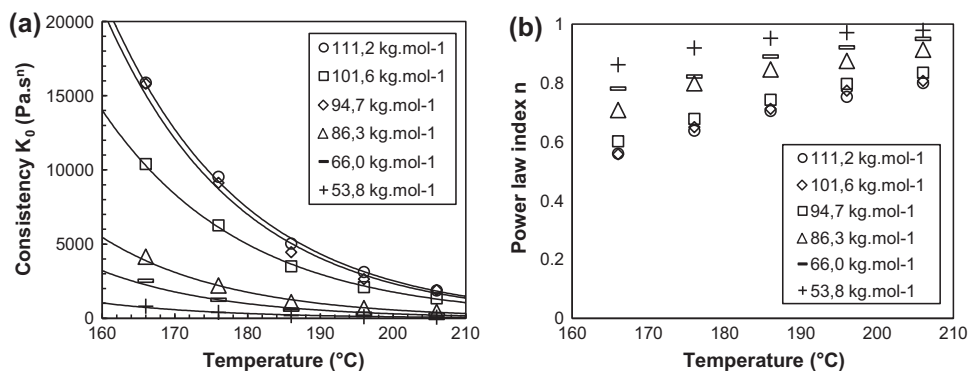 (a)
Consistency K0 (Pa.sⁿ)
20000
15000
10000
5000
0
111,2 kg.mol-1
101,6 kg.mol-1
94,7 kg.mol-1
86,3 kg.mol-1
66,0 kg.mol-1
53,8 kg.mol-1
160 170 180 190 200 210
Temperature (°C)
(b)
Power law index n
1
0.8
0.6
0.4
0.2
0
111,2 kg.mol-1
101,6 kg.mol-1
94,7 kg.mol-1
86,3 kg.mol-1
66,0 kg.mol-1
53,8 kg.mol-1
160 170 180 190 200 210
Temperature (°C)